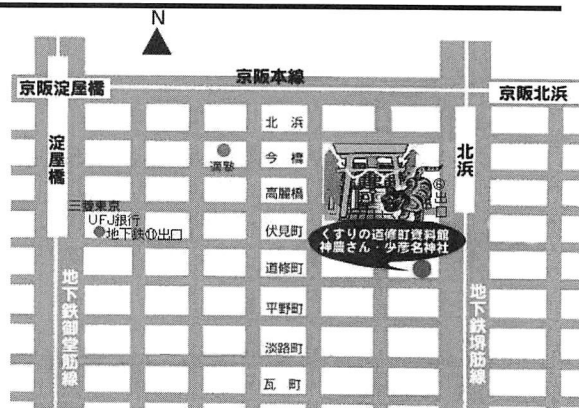 N
京阪本線
京阪淀屋橋
京阪北浜
淀屋橋
北浜
北浜
今橋
適塾
高麗橋
⑥出口
三菱東京
UFJ銀行
地下鉄⑪出口
伏見町
くすりの道修町資料館
神農さん・少彦名神社
道修町
地下鉄御堂筋線
地下鉄堺筋線
平野町
淡路町
瓦町